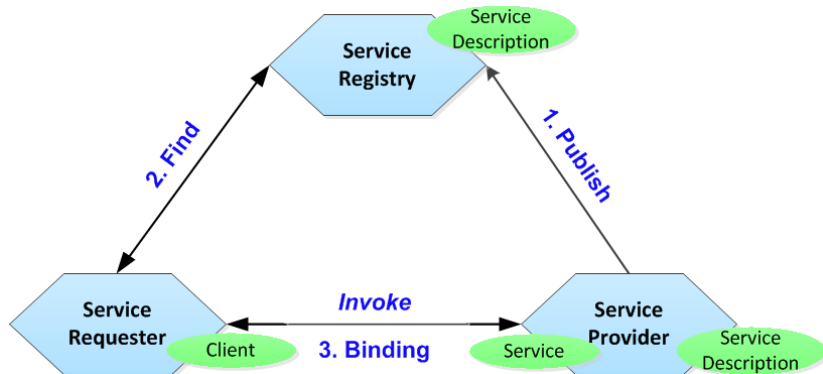 Service
Description
Service
Registry
1. Publish
2. Find
Service
Requester
Client
Invoke
3. Binding
Service
Provider
Service
Service
Description